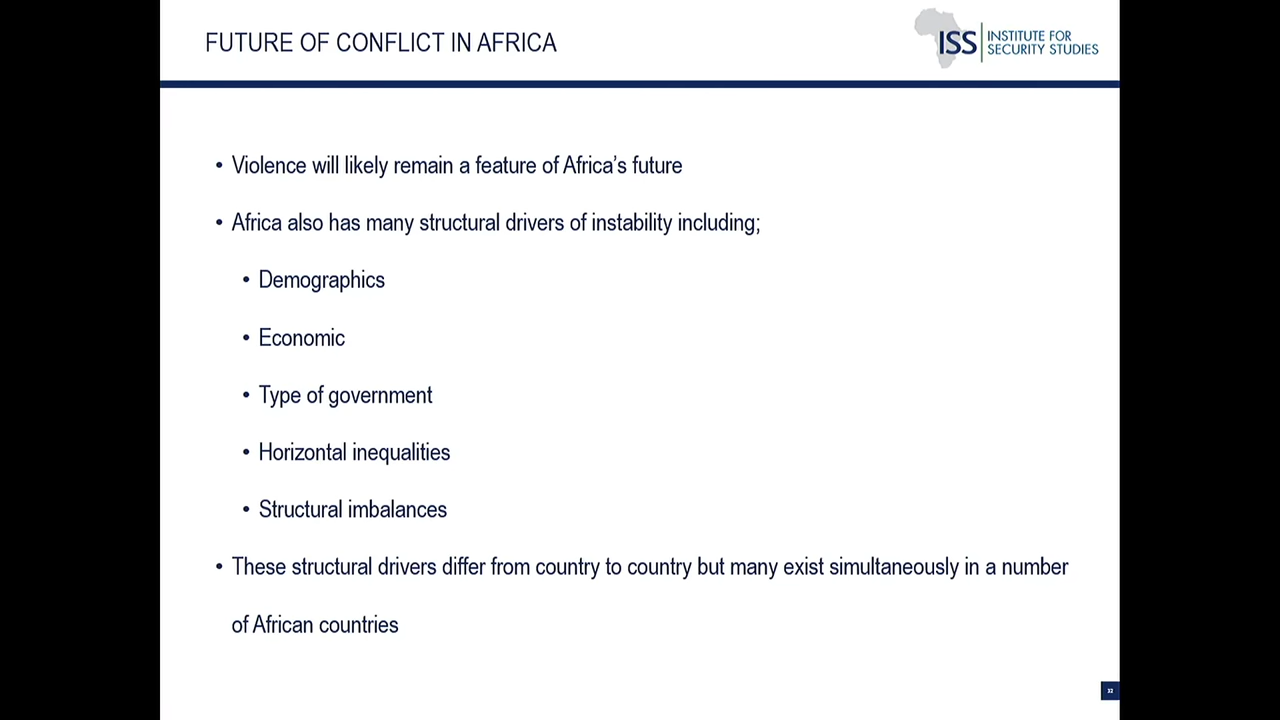 FUTURE OF CONFLICT IN AFRICA
ISS INSTITUTE FOR
SECURITY STUDIES
• Violence will likely remain a feature of Africa’s future
• Africa also has many structural drivers of instability including;
• Demographics
• Economic
• Type of government
• Horizontal inequalities
• Structural imbalances
• These structural drivers differ from country to country but many exist simultaneously in a number
of African countries
32